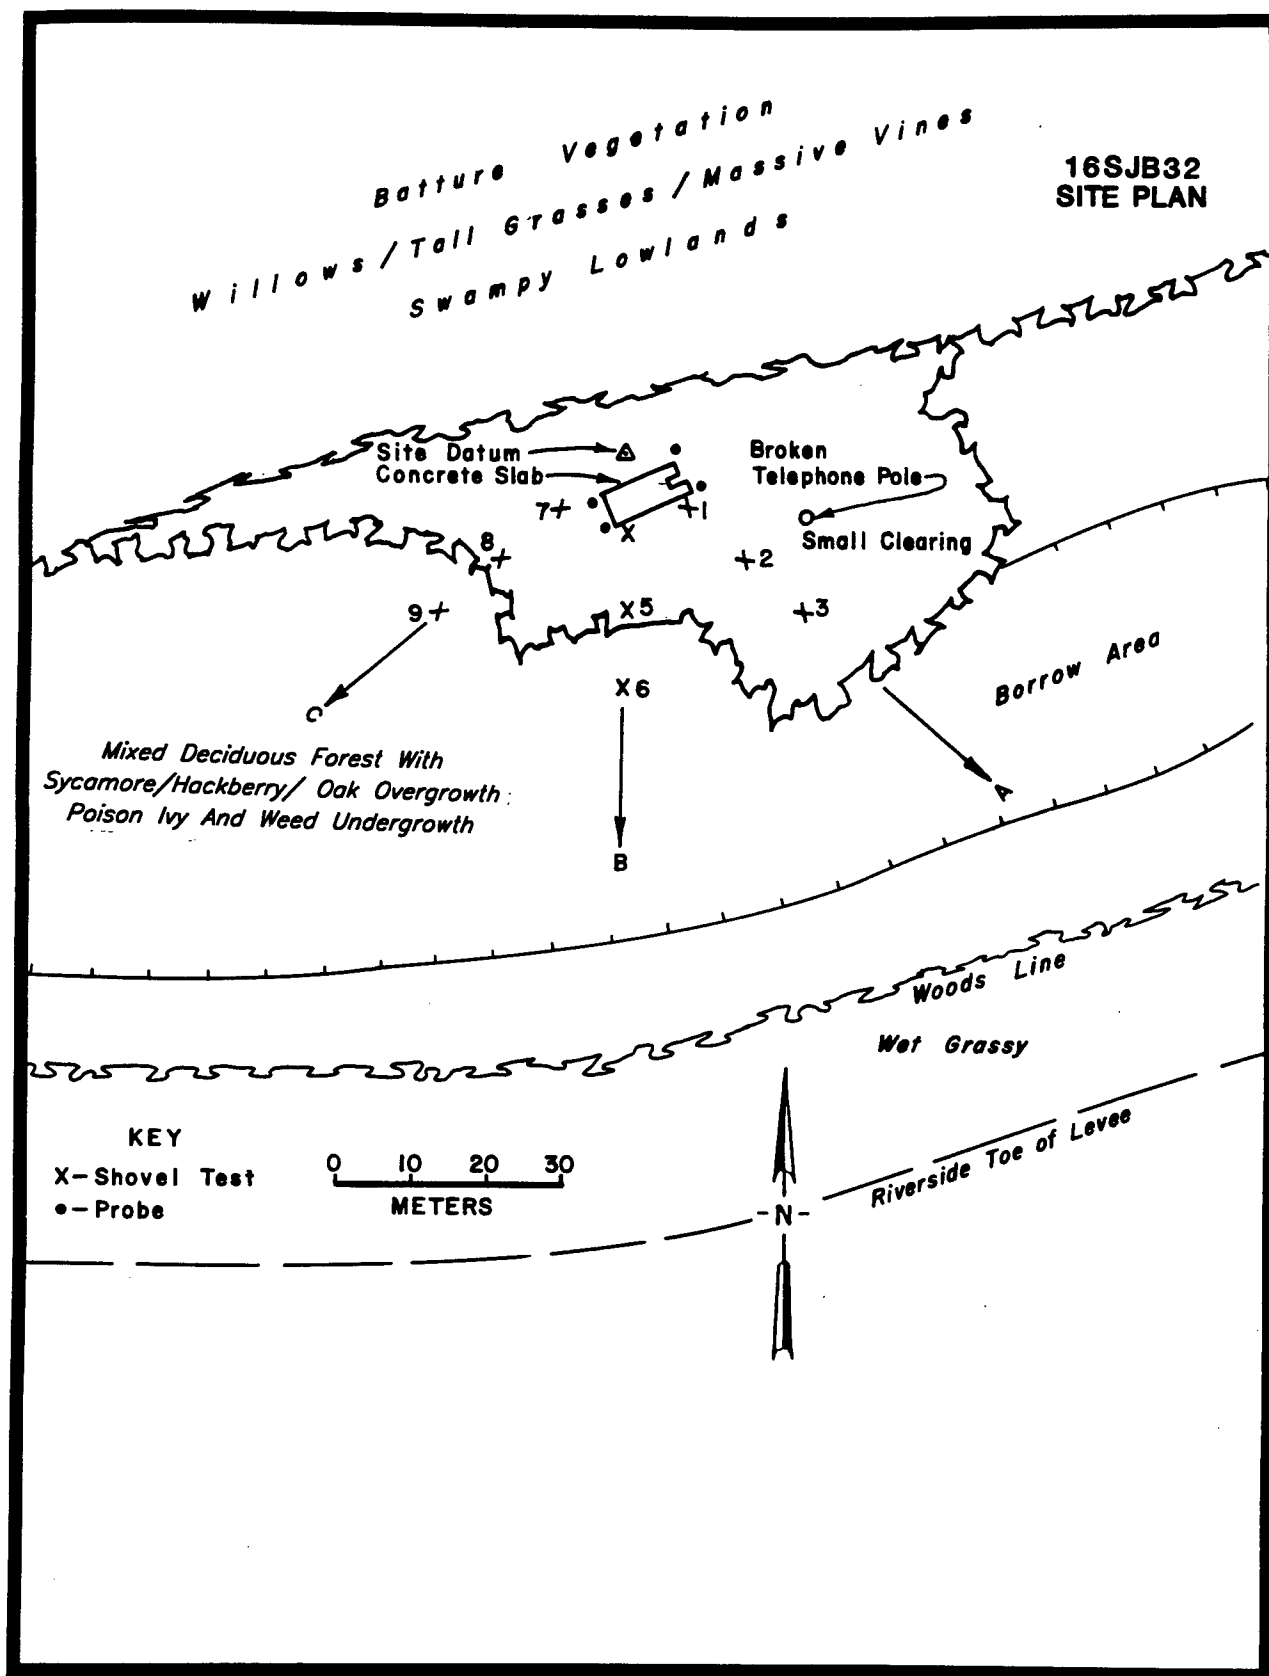 Batture Vegetation
Willows / Tall Grasses / Massive Vines
Swampy Lowlands
16SJB32
SITE PLAN
Site Datum
Concrete Slab
Broken
Telephone Pole
Small Clearing
7+
+1
X
8
+
+2
9+
X5
+3
X6
C
A
B
Borrow Area
Mixed Deciduous Forest With
Sycamore/Hackberry/ Oak Overgrowth
Poison Ivy And Weed Undergrowth
Woods Line
Wet Grassy
Riverside Toe of Levee
KEY
X-Shovel Test
•-Probe
0 10 20 30
METERS
-N-